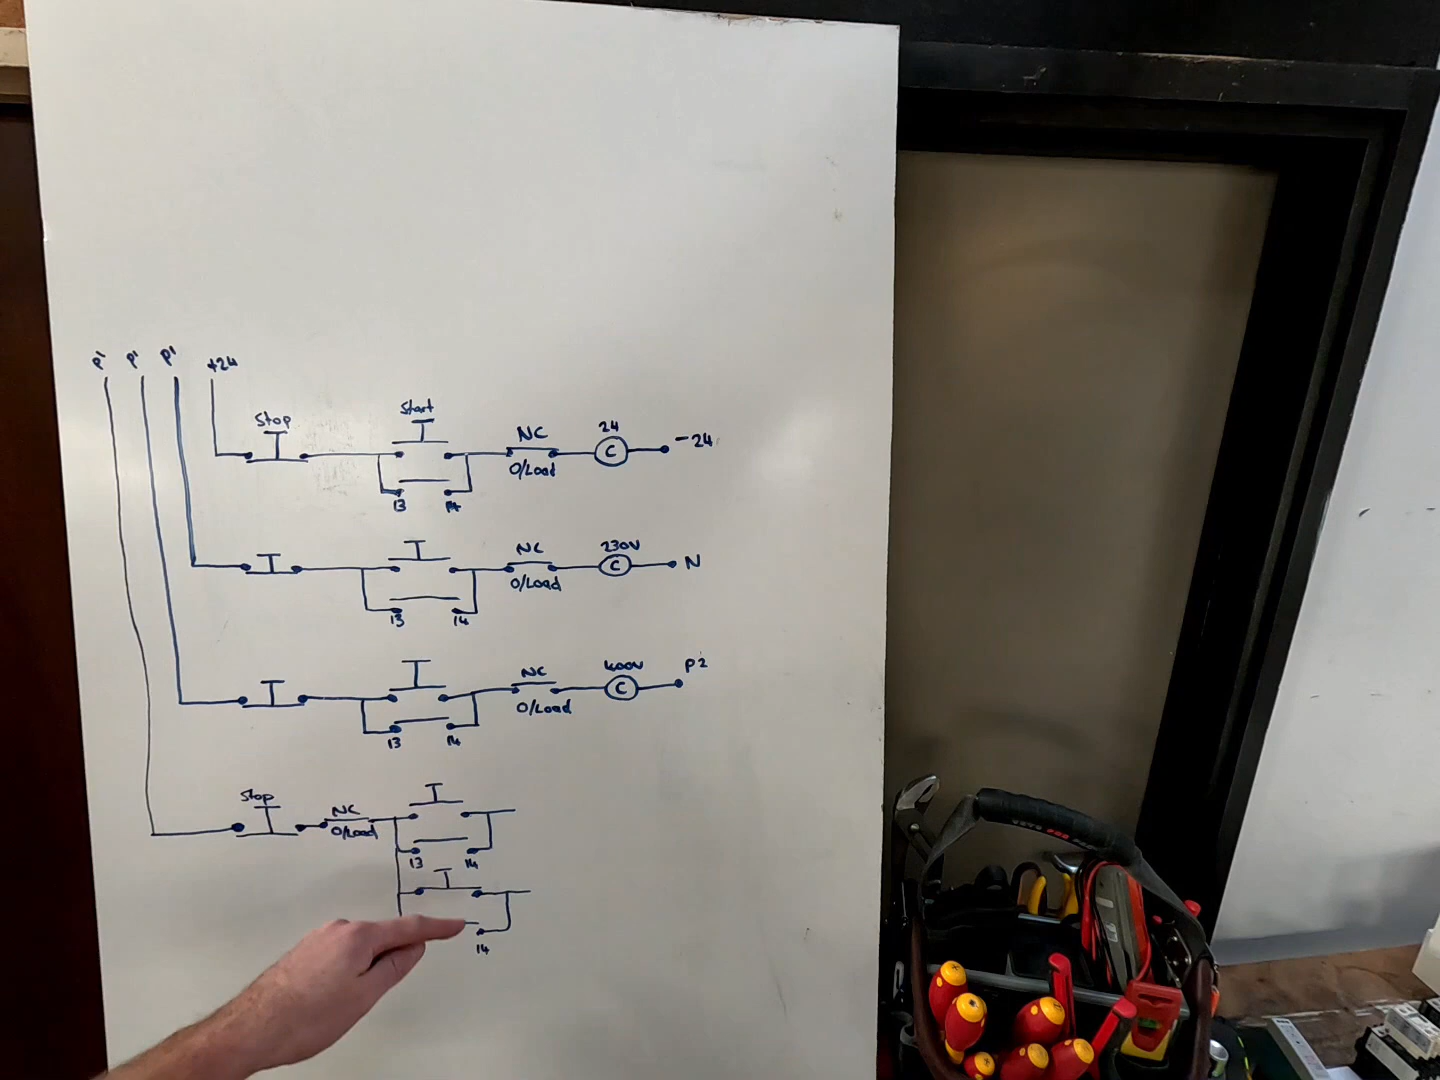 P1 P1 P1 +24
Stop Start NC 24 -24
O/Load C
13 14
NC 230V N
O/Load C
13 14
NC 400V P2
O/Load C
13 14
Stop NC
O/Load
13 14
14